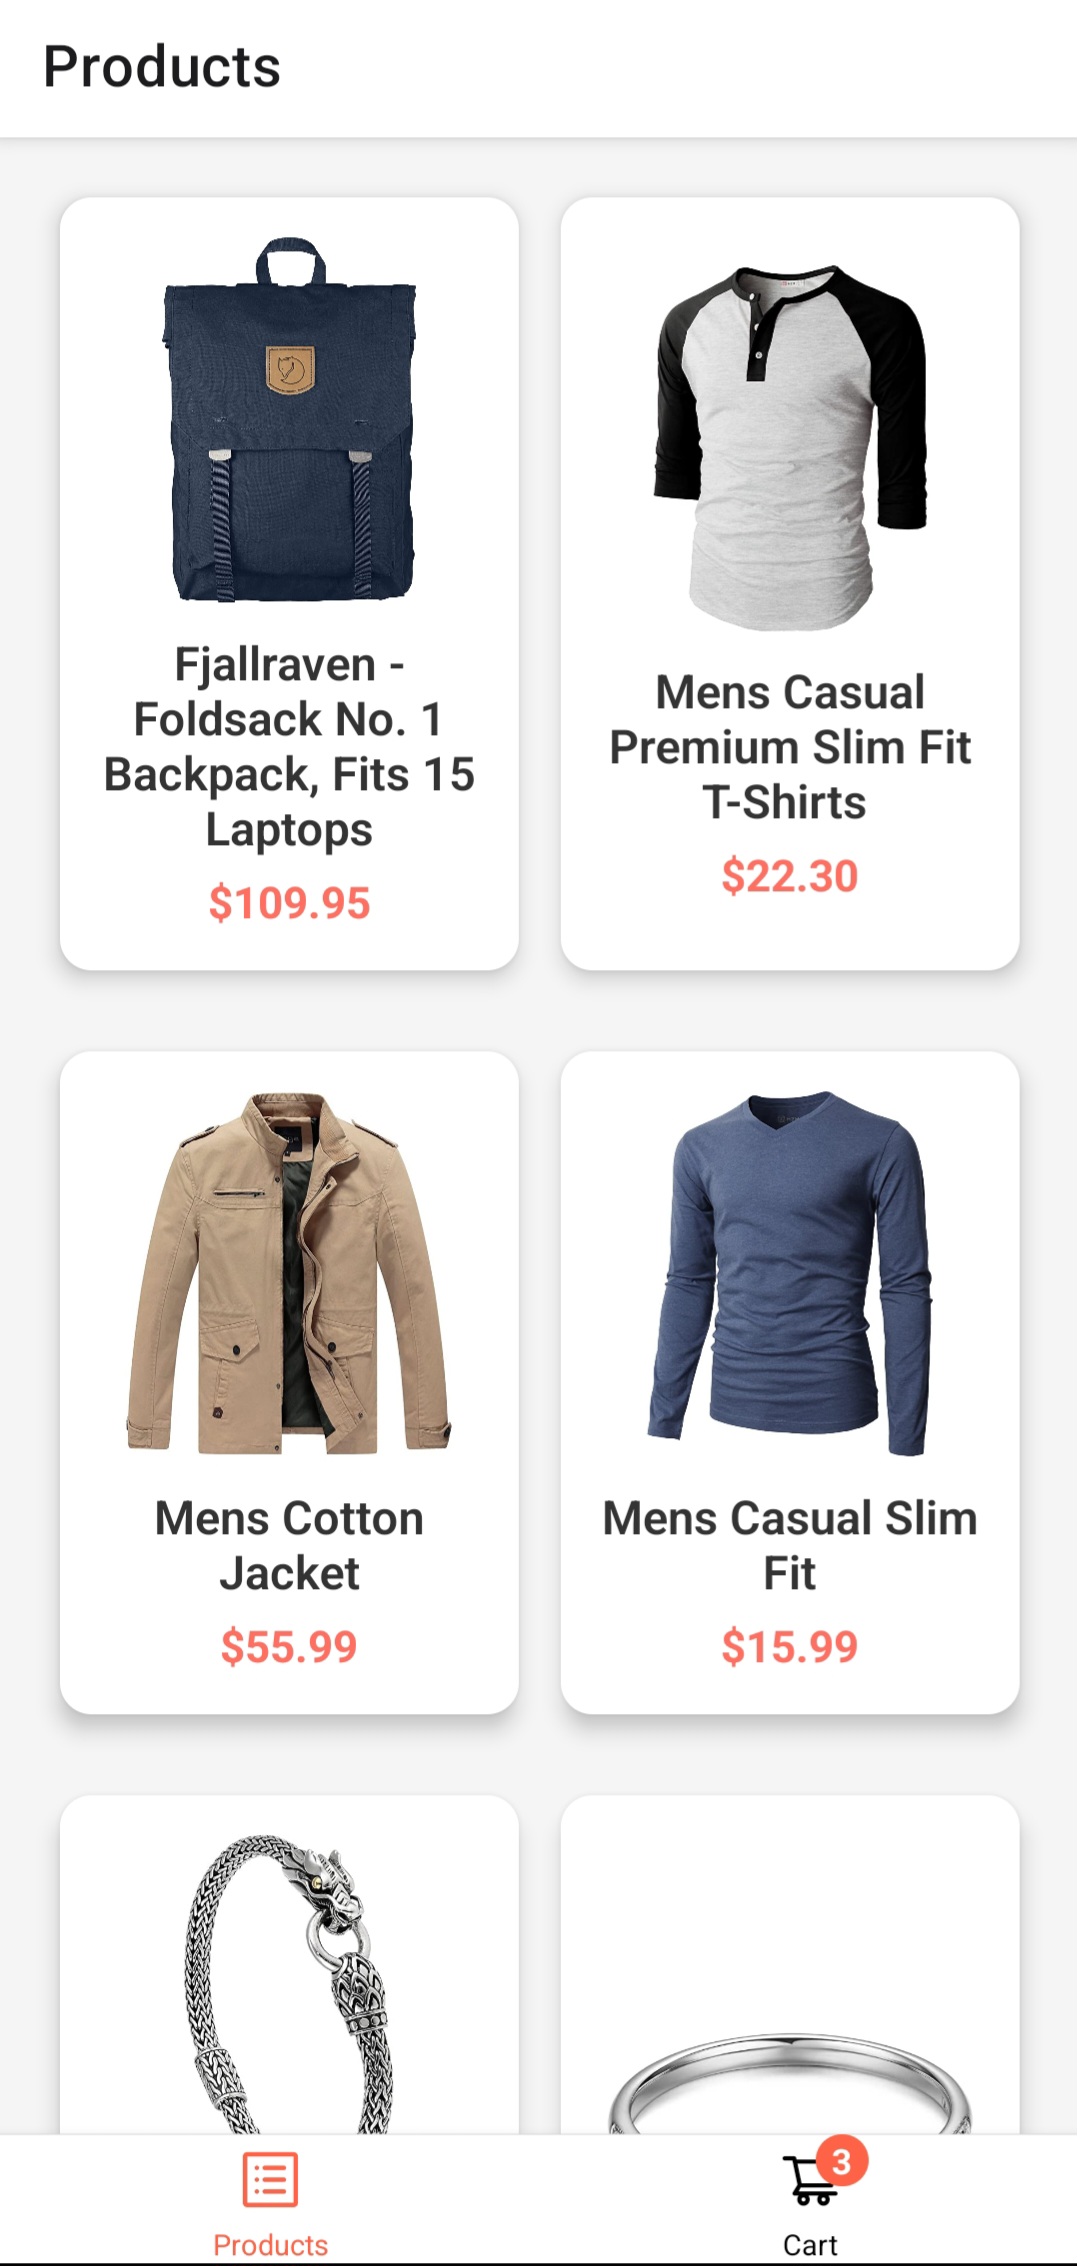 Products
Fjallraven -
Foldsack No. 1
Backpack, Fits 15
Laptops
$109.95
Mens Casual
Premium Slim Fit
T-Shirts
$22.30
Mens Cotton
Jacket
$55.99
Mens Casual Slim
Fit
$15.99
Products
3
Cart